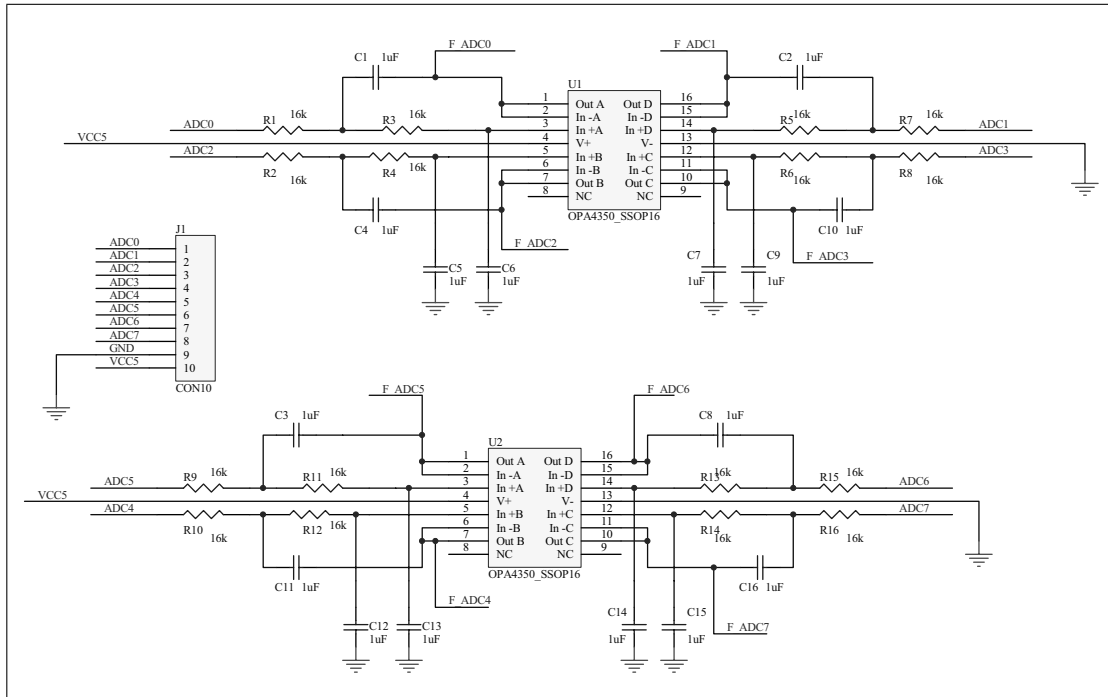 F_ADC0
F_ADC1
C1 1uF
C2 1uF
U1
1 Out A Out D 16
2 In -A In -D 15
3 In +A In +D 14
4 V+ V- 13
5 In +B In +C 12
6 In -B In -C 11
7 Out B Out C 10
8 NC NC 9
OPA4350_SSOP16
ADC0 R1 16k R3 16k
R5 16k R7 16k ADC1
VCC5
ADC2 R2 16k R4 16k
R6 16k R8 16k ADC3
C4 1uF
C10 1uF
F_ADC2
F_ADC3
C5 1uF
C6 1uF
C7 1uF
C9 1uF
J1
ADC0 1
ADC1 2
ADC2 3
ADC3 4
ADC4 5
ADC5 6
ADC6 7
ADC7 8
GND 9
VCC5 10
CON10
F_ADC5
F_ADC6
C3 1uF
C8 1uF
U2
1 Out A Out D 16
2 In -A In -D 15
3 In +A In +D 14
4 V+ V- 13
5 In +B In +C 12
6 In -B In -C 11
7 Out B Out C 10
8 NC NC 9
OPA4350_SSOP16
ADC5 R9 16k R11 16k
R13 16k R15 16k ADC6
VCC5
ADC4 R10 16k R12 16k
R14 16k R16 16k ADC7
C11 1uF
C16 1uF
F_ADC4
F_ADC7
C12 1uF
C13 1uF
C14 1uF
C15 1uF